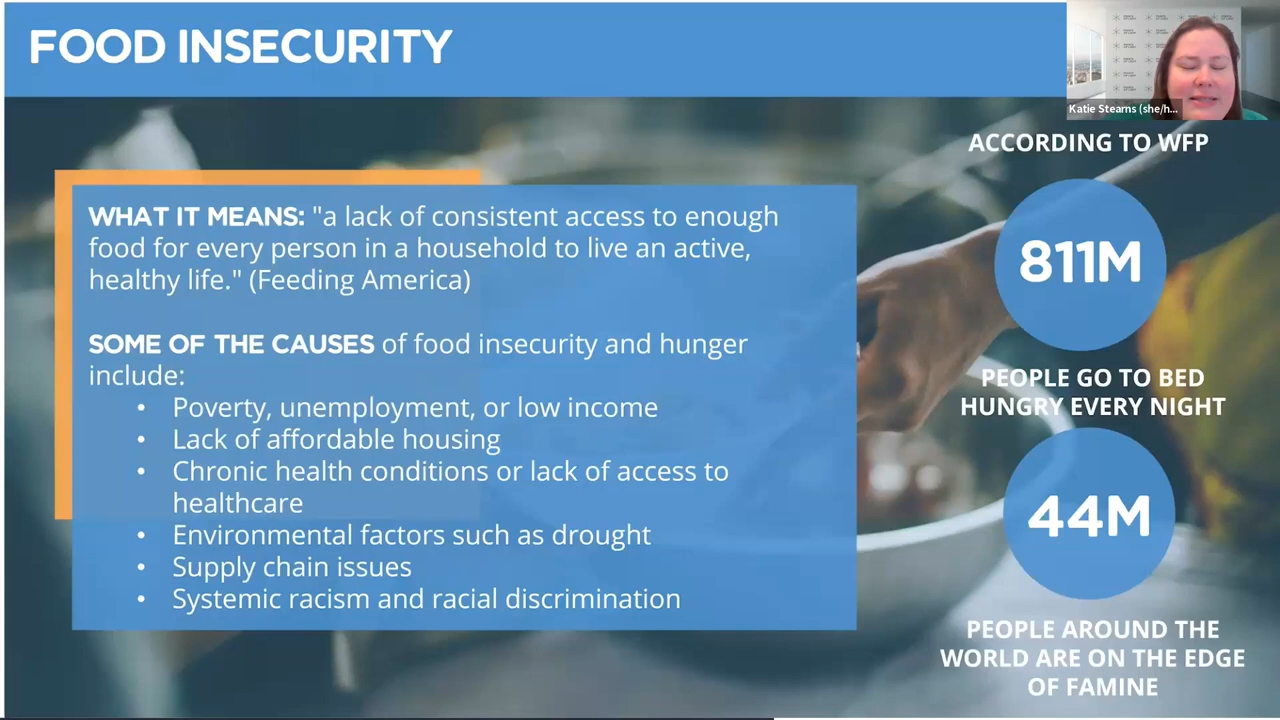 FOOD INSECURITY
Katie Stearns (she/h...
ACCORDING TO WFP
WHAT IT MEANS: "a lack of consistent access to enough
food for every person in a household to live an active,
healthy life." (Feeding America)
SOME OF THE CAUSES of food insecurity and hunger
include:
• Poverty, unemployment, or low income
• Lack of affordable housing
• Chronic health conditions or lack of access to
healthcare
• Environmental factors such as drought
• Supply chain issues
• Systemic racism and racial discrimination
811M
PEOPLE GO TO BED
HUNGRY EVERY NIGHT
44M
PEOPLE AROUND THE
WORLD ARE ON THE EDGE
OF FAMINE